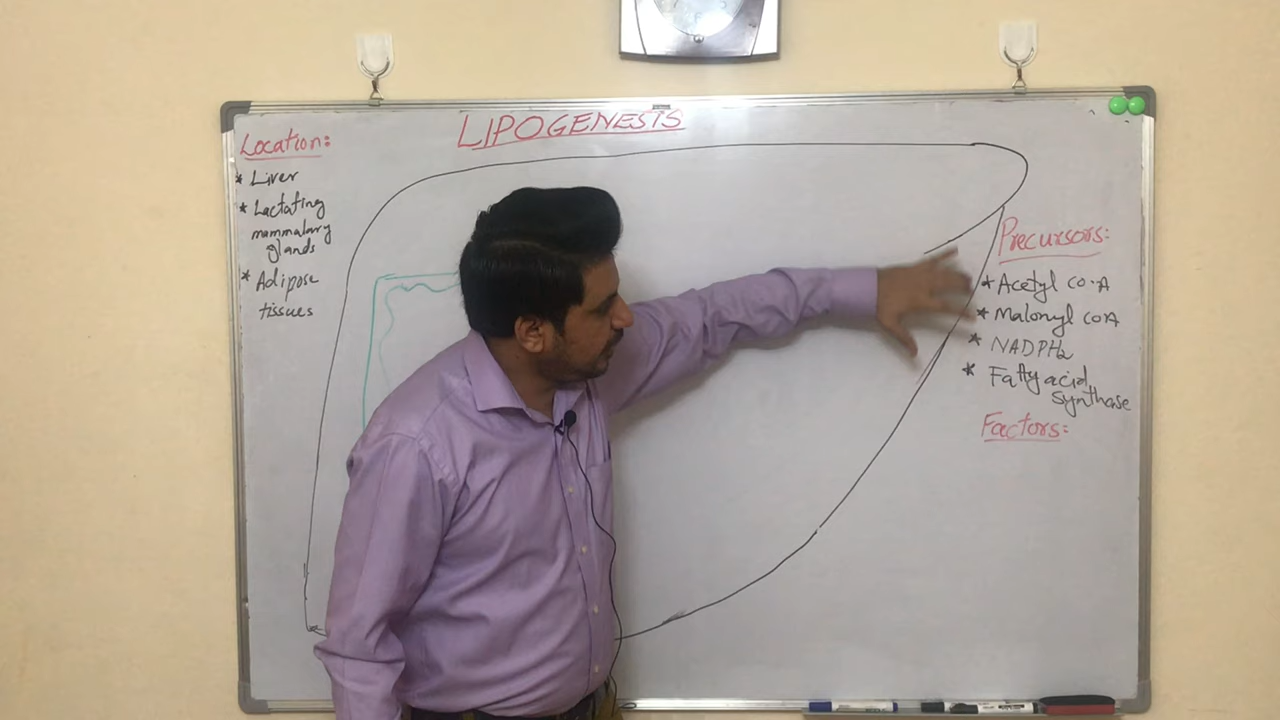 LIPOGENESIS
Location:
* Liver
* Lactating
mammalary
glands
* Adipose
tissues
Precursors:
* Acetyl co.A
* Malonyl coA
* NADPH₂
* Fatty acid
synthase
Factors: